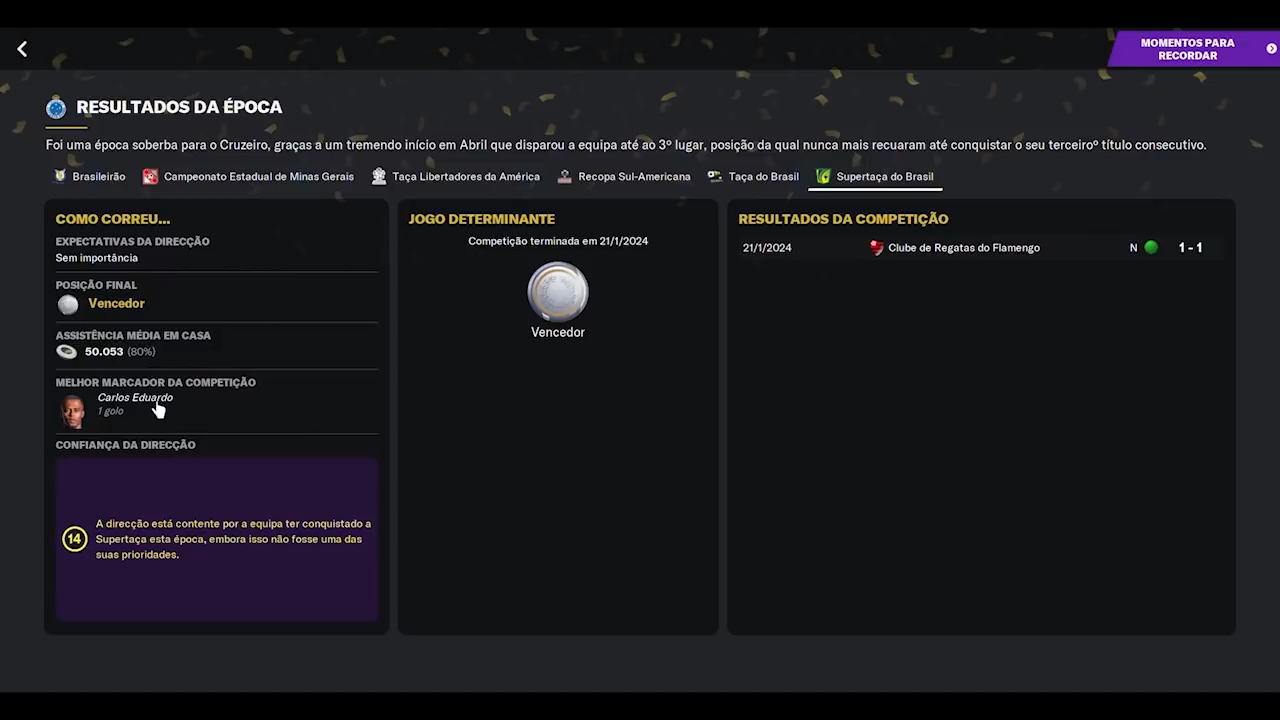 MOMENTOS PARA
RECORDAR
RESULTADOS DA ÉPOCA
Foi uma época soberba para o Cruzeiro, graças a um tremendo início em Abril que disparou a equipa até ao 3º lugar, posição da qual nunca mais recuaram até conquistar o seu terceiroº título consecutivo.
Brasileirão Campeonato Estadual de Minas Gerais Taça Libertadores da América Recopa Sul-Americana Taça do Brasil Supertaça do Brasil
COMO CORREU...
EXPECTATIVAS DA DIRECÇÃO
Sem importância
POSIÇÃO FINAL
Vencedor
ASSISTÊNCIA MÉDIA EM CASA
50.053 (80%)
MELHOR MARCADOR DA COMPETIÇÃO
Carlos Eduardo
1 golo
CONFIANÇA DA DIRECÇÃO
14
A direcção está contente por a equipa ter conquistado a
Supertaça esta época, embora isso não fosse uma das
suas prioridades.
JOGO DETERMINANTE
Competição terminada em 21/1/2024
Vencedor
RESULTADOS DA COMPETIÇÃO
21/1/2024 Clube de Regatas do Flamengo N 1 - 1